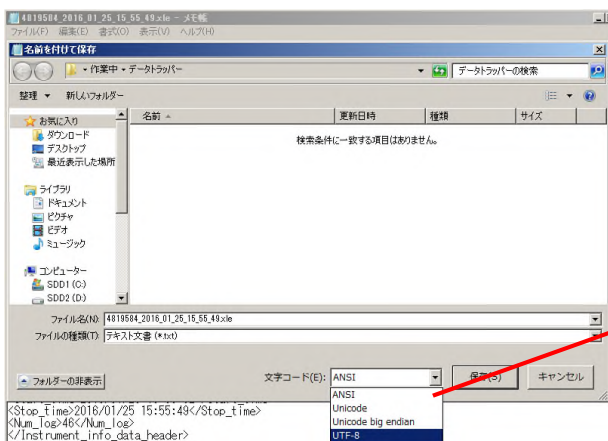 4819584_2016_01_25_15_55_49.xle - メモ帳
ファイル(F) 編集(E) 書式(O) 表示(V) ヘルプ(H)
名前を付けて保存
作業中 データトラッパー
データトラッパーの検索
整理 新しいフォルダー
お気に入り
ダウンロード
デスクトップ
最近表示した場所
ライブラリ
ドキュメント
ピクチャ
ビデオ
ミュージック
コンピューター
SDD1 (C:)
SDD2 (D:)
名前 更新日時 種類 サイズ
検索条件に一致する項目はありません。
ファイル名(N): 4819584_2016_01_25_15_55_49.xle
ファイルの種類(T): テキスト文書 (*.txt)
フォルダーの非表示
文字コード(E): ANSI
保存(S) キャンセル
ANSI
Unicode
Unicode big endian
UTF-8
<Stop_time>2016/01/25 15:55:49</Stop_time>
<Num_log>46</Num_log>
</Instrument_info_data_header>